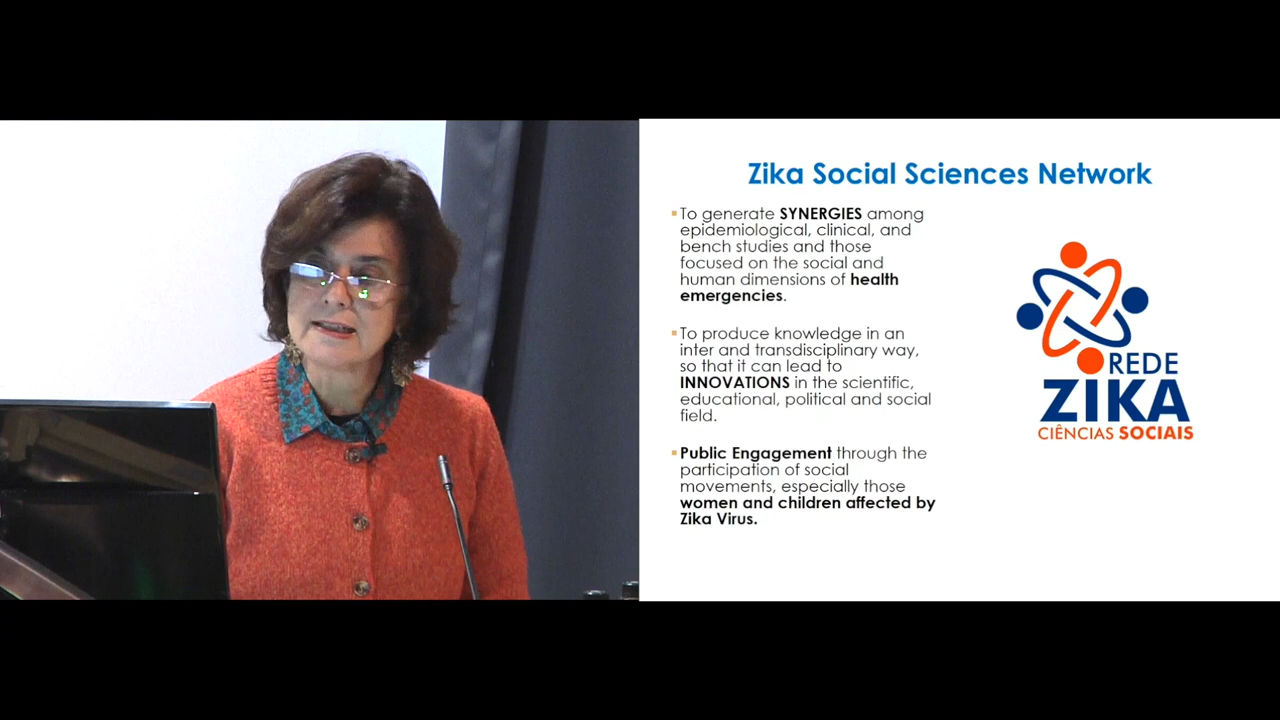 Zika Social Sciences Network
To generate SYNERGIES among
epidemiological, clinical, and
bench studies and those
focused on the social and
human dimensions of health
emergencies.
To produce knowledge in an
inter and transdisciplinary way,
so that it can lead to
INNOVATIONS in the scientific,
educational, political and social
field.
Public Engagement through the
participation of social
movements, especially those
women and children affected by
Zika Virus.
REDE
ZIKA
CIÊNCIAS SOCIAIS